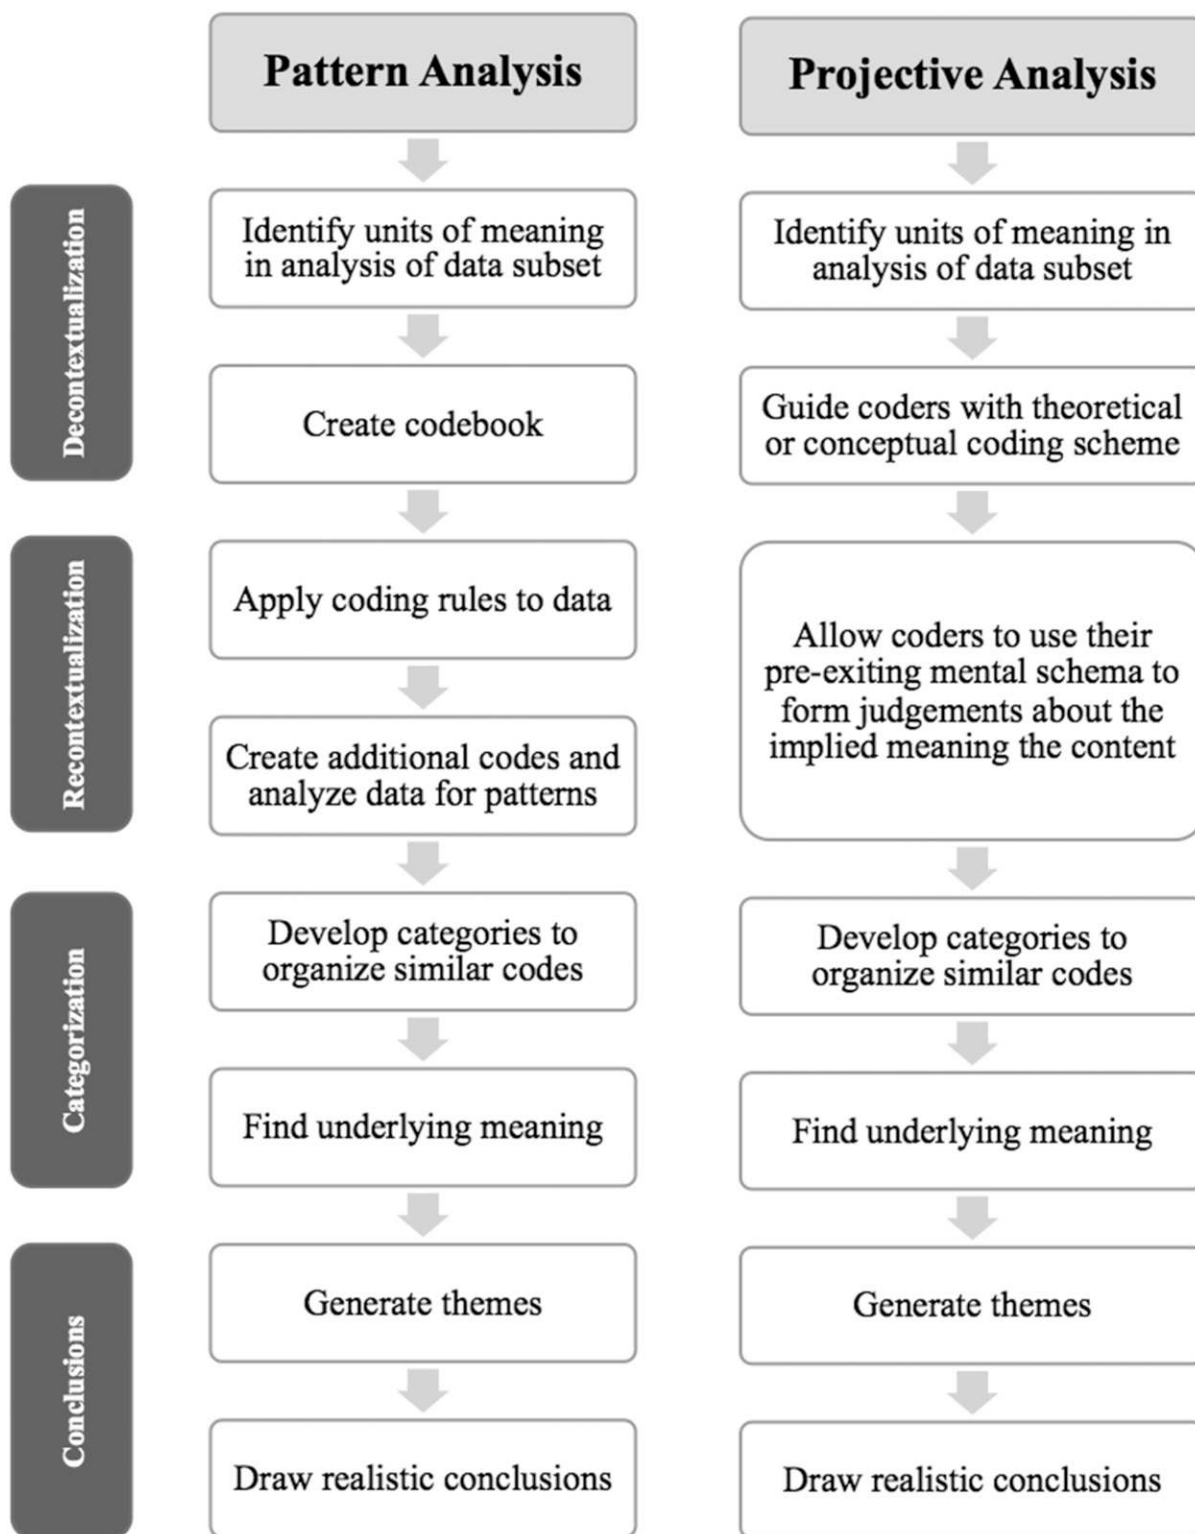 Pattern Analysis
Projective Analysis
Decontextualization
Identify units of meaning
in analysis of data subset
Identify units of meaning in
analysis of data subset
Create codebook
Guide coders with theoretical
or conceptual coding scheme
Recontextualization
Apply coding rules to data
Create additional codes and
analyze data for patterns
Allow coders to use their
pre-exiting mental schema to
form judgements about the
implied meaning the content
Categorization
Develop categories to
organize similar codes
Develop categories to
organize similar codes
Find underlying meaning
Find underlying meaning
Conclusions
Generate themes
Generate themes
Draw realistic conclusions
Draw realistic conclusions